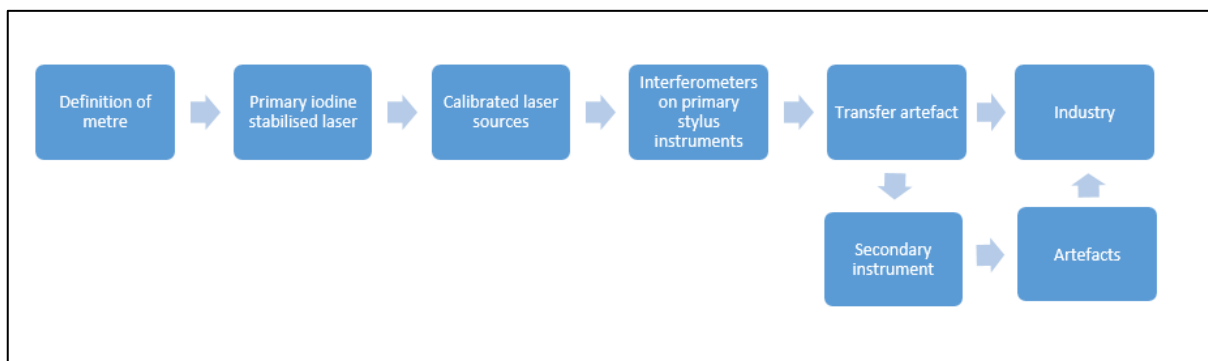 Definition of
metre
Primary iodine
stabilised laser
Calibrated laser
sources
Interferometers
on primary
stylus
instruments
Transfer artefact
Industry
Secondary
instrument
Artefacts